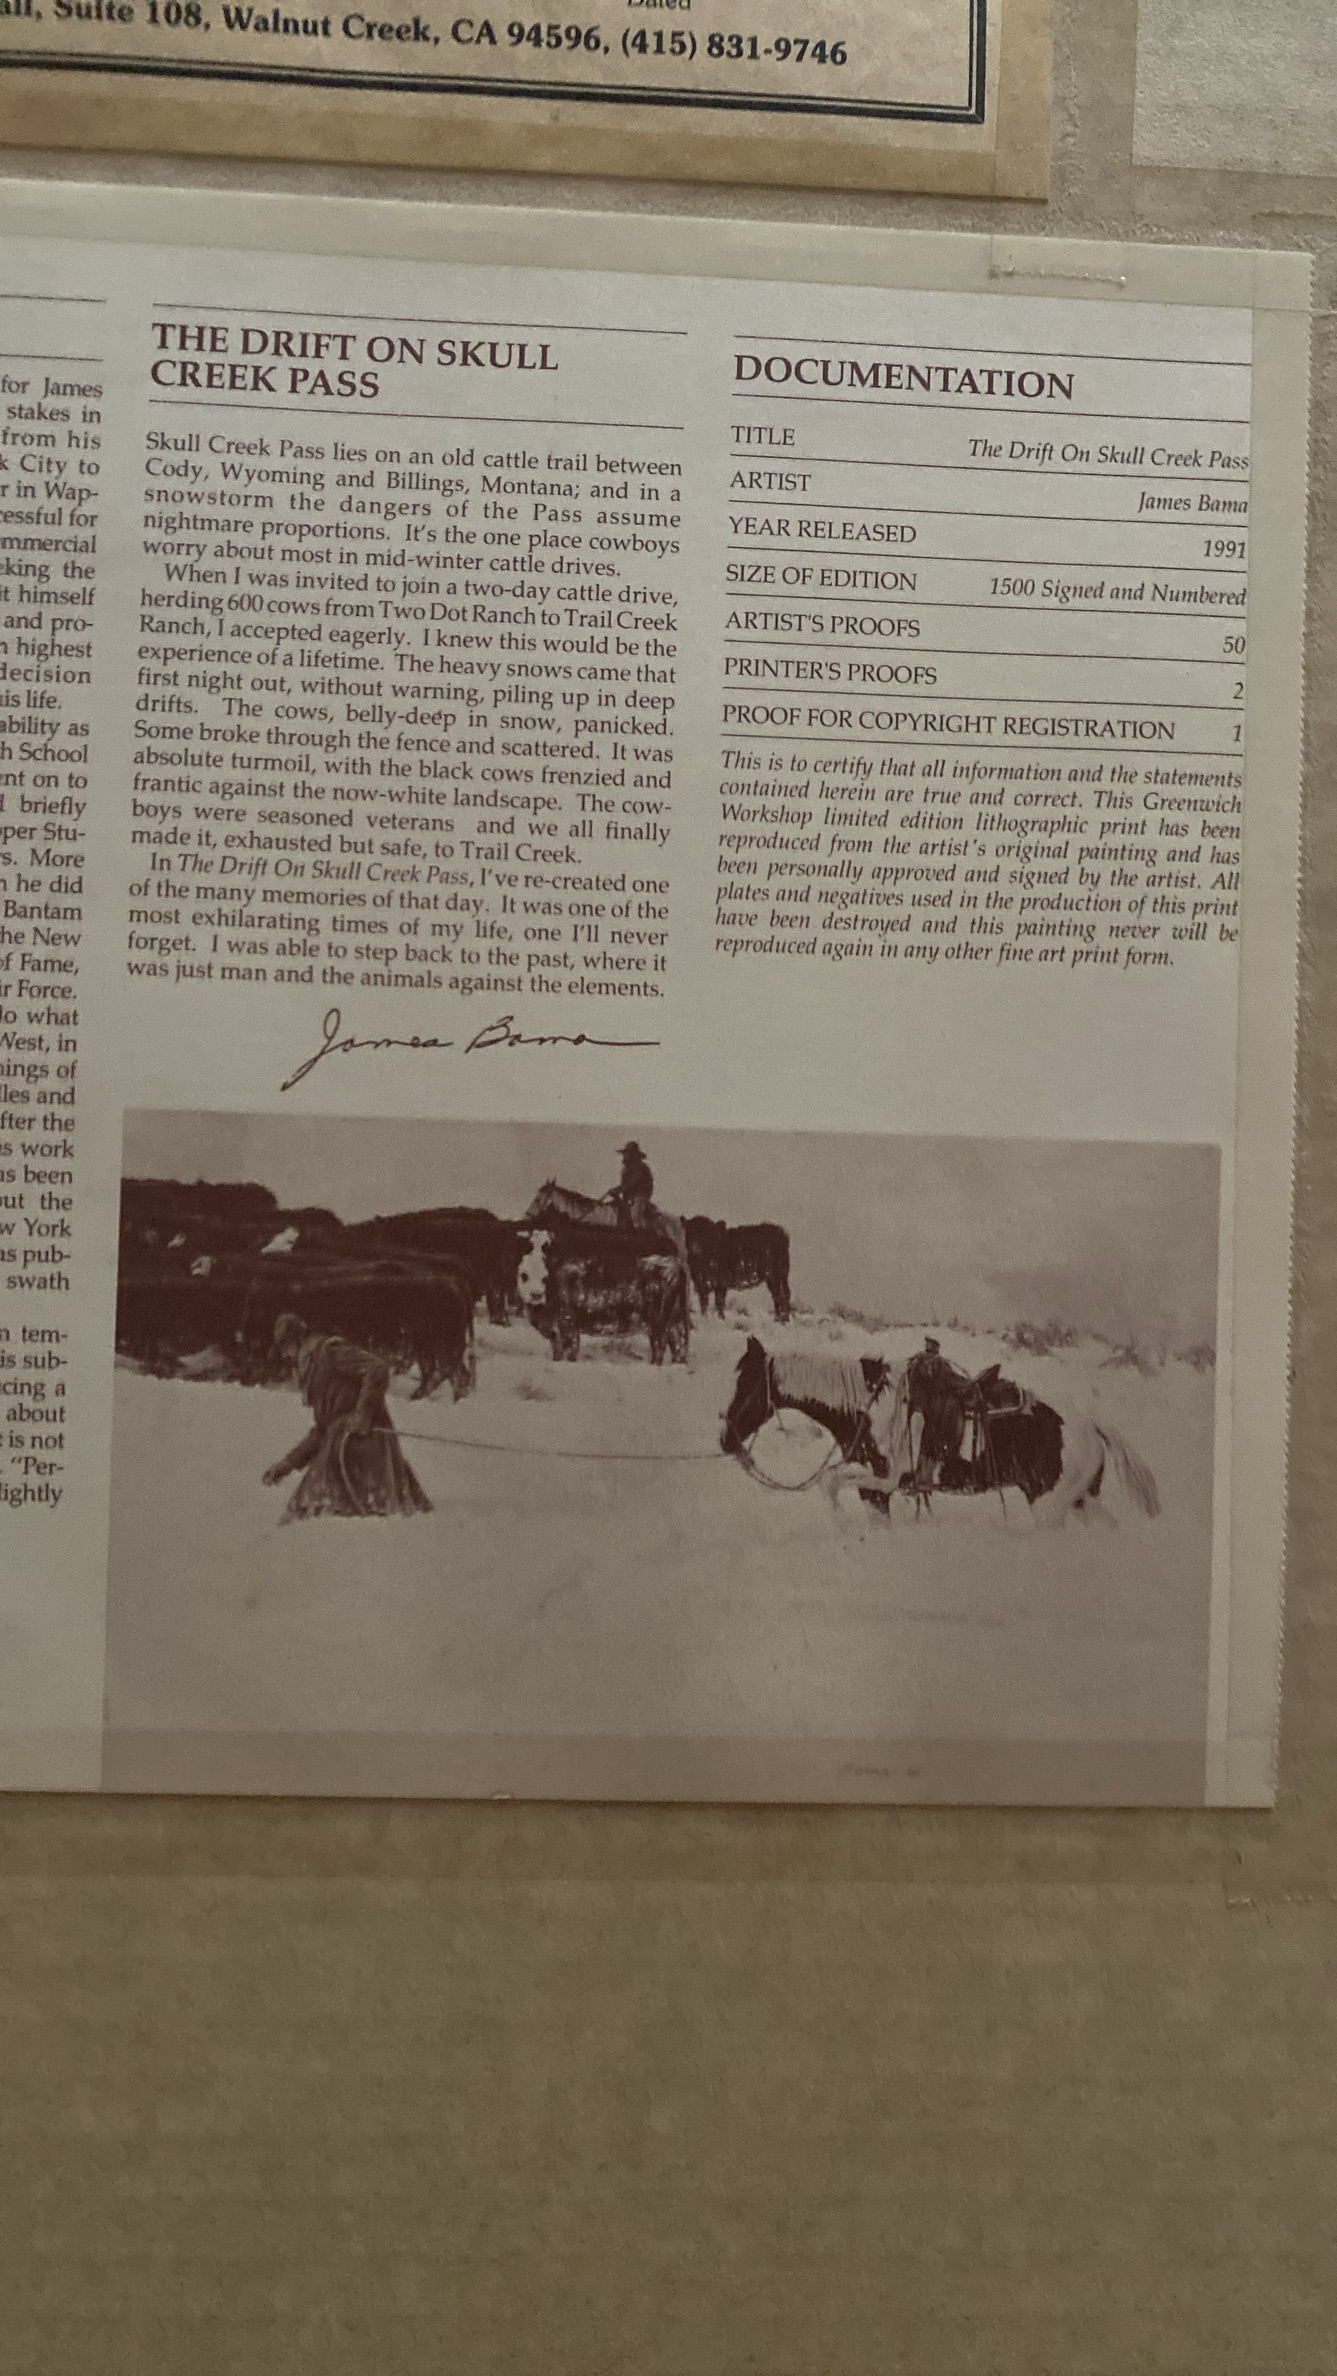 Dated
all, Suite 108, Walnut Creek, CA 94596, (415) 831-9746
for James
stakes in
from his
City to
in Wap-
cessful for
mmercial
king the
it himself
and pro-
highest
decision
is life.
ability as
h School
ent on to
briefly
per Stu-
s. More
he did
Bantam
he New
of Fame,
ir Force.
do what
West, in
ings of
les and
fter the
s work
as been
out the
w York
as pub-
swath
n tem-
is sub-
cing a
about
is not
"Per-
lightly
THE DRIFT ON SKULL
CREEK PASS
Skull Creek Pass lies on an old cattle trail between
Cody, Wyoming and Billings, Montana; and in a
snowstorm the dangers of the Pass assume
nightmare proportions. It's the one place cowboys
worry about most in mid-winter cattle drives.
When I was invited to join a two-day cattle drive,
herding 600 cows from Two Dot Ranch to Trail Creek
Ranch, I accepted eagerly. I knew this would be the
experience of a lifetime. The heavy snows came that
first night out, without warning, piling up in deep
drifts. The cows, belly-deep in snow, panicked.
Some broke through the fence and scattered. It was
absolute turmoil, with the black cows frenzied and
frantic against the now-white landscape. The cow-
boys were seasoned veterans and we all finally
made it, exhausted but safe, to Trail Creek.
In The Drift On Skull Creek Pass, I've re-created one
of the many memories of that day. It was one of the
most exhilarating times of my life, one I'll never
forget. I was able to step back to the past, where it
was just man and the animals against the elements.
James Bama
DOCUMENTATION
TITLE The Drift On Skull Creek Pass
ARTIST James Bama
YEAR RELEASED 1991
SIZE OF EDITION 1500 Signed and Numbered
ARTIST'S PROOFS 50
PRINTER'S PROOFS 2
PROOF FOR COPYRIGHT REGISTRATION 1
This is to certify that all information and the statements
contained herein are true and correct. This Greenwich
Workshop limited edition lithographic print has been
reproduced from the artist's original painting and has
been personally approved and signed by the artist. All
plates and negatives used in the production of this print
have been destroyed and this painting never will be
reproduced again in any other fine art print form.